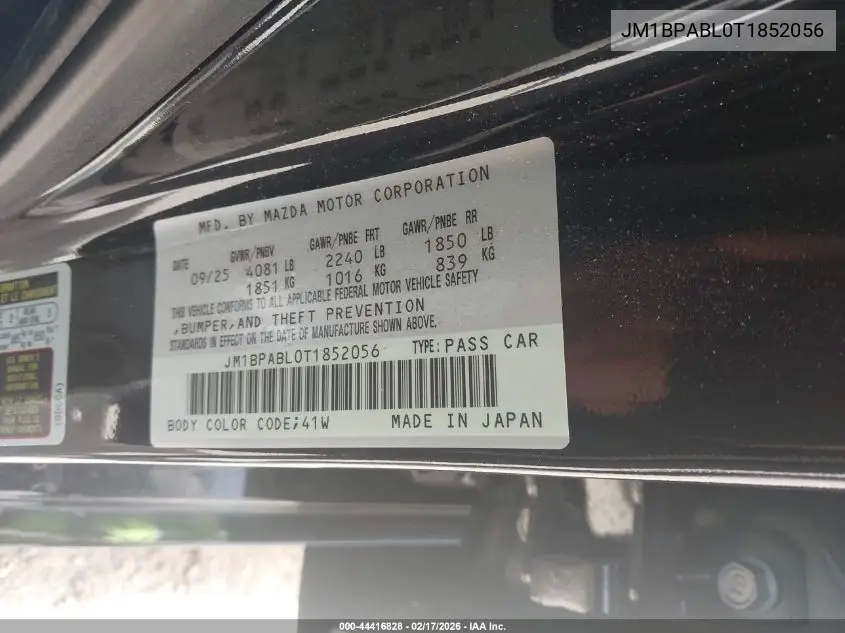 JM1BPABL0T1852056
MFD. BY MAZDA MOTOR CORPORATION
DATE GVWR/PNBV GAWR/PNBE FRT GAWR/PNBE RR
09/25 4081 LB 2240 LB 1850 LB
1851 KG 1016 KG 839 KG
THIS VEHICLE CONFORMS TO ALL APPLICABLE FEDERAL MOTOR VEHICLE SAFETY
,BUMPER,AND THEFT PREVENTION
STANDARDS IN EFFECT ON THE DATE OF MANUFACTURE SHOWN ABOVE.
JM1BPABL0T1852056 TYPE: PASS CAR
BODY COLOR CODE;41W MADE IN JAPAN
000-44416828 - 02/17/2026 - IAA Inc.